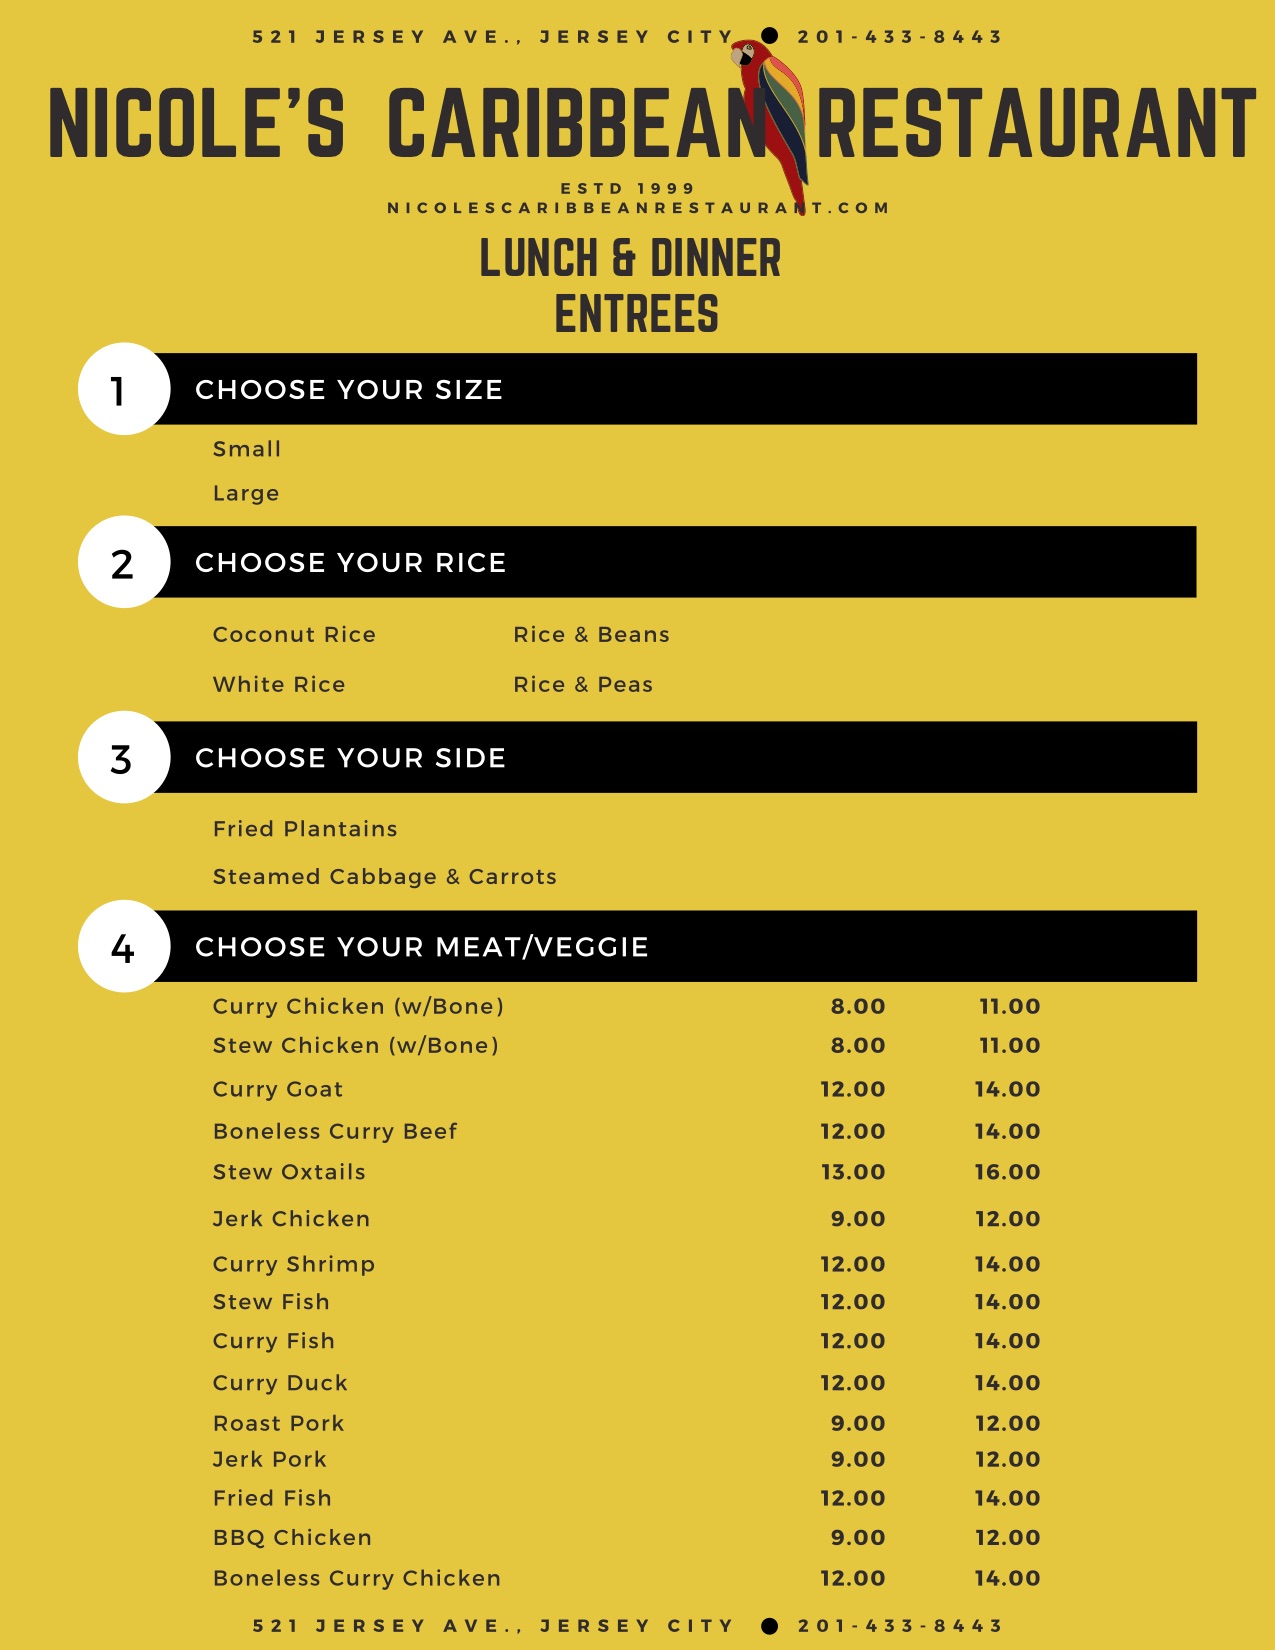 521 JERSEY AVE., JERSEY CITY ● 201-433-8443
NICOLE'S CARIBBEAN RESTAURANT
ESTD 1999
NICOLESCARIBBEANRESTAURANT.COM
LUNCH & DINNER
ENTREES
1 CHOOSE YOUR SIZE
Small
Large
2 CHOOSE YOUR RICE
Coconut Rice Rice & Beans
White Rice Rice & Peas
3 CHOOSE YOUR SIDE
Fried Plantains
Steamed Cabbage & Carrots
4 CHOOSE YOUR MEAT/VEGGIE
Curry Chicken (w/Bone) 8.00 11.00
Stew Chicken (w/Bone) 8.00 11.00
Curry Goat 12.00 14.00
Boneless Curry Beef 12.00 14.00
Stew Oxtails 13.00 16.00
Jerk Chicken 9.00 12.00
Curry Shrimp 12.00 14.00
Stew Fish 12.00 14.00
Curry Fish 12.00 14.00
Curry Duck 12.00 14.00
Roast Pork 9.00 12.00
Jerk Pork 9.00 12.00
Fried Fish 12.00 14.00
BBQ Chicken 9.00 12.00
Boneless Curry Chicken 12.00 14.00
521 JERSEY AVE., JERSEY CITY ● 201-433-8443